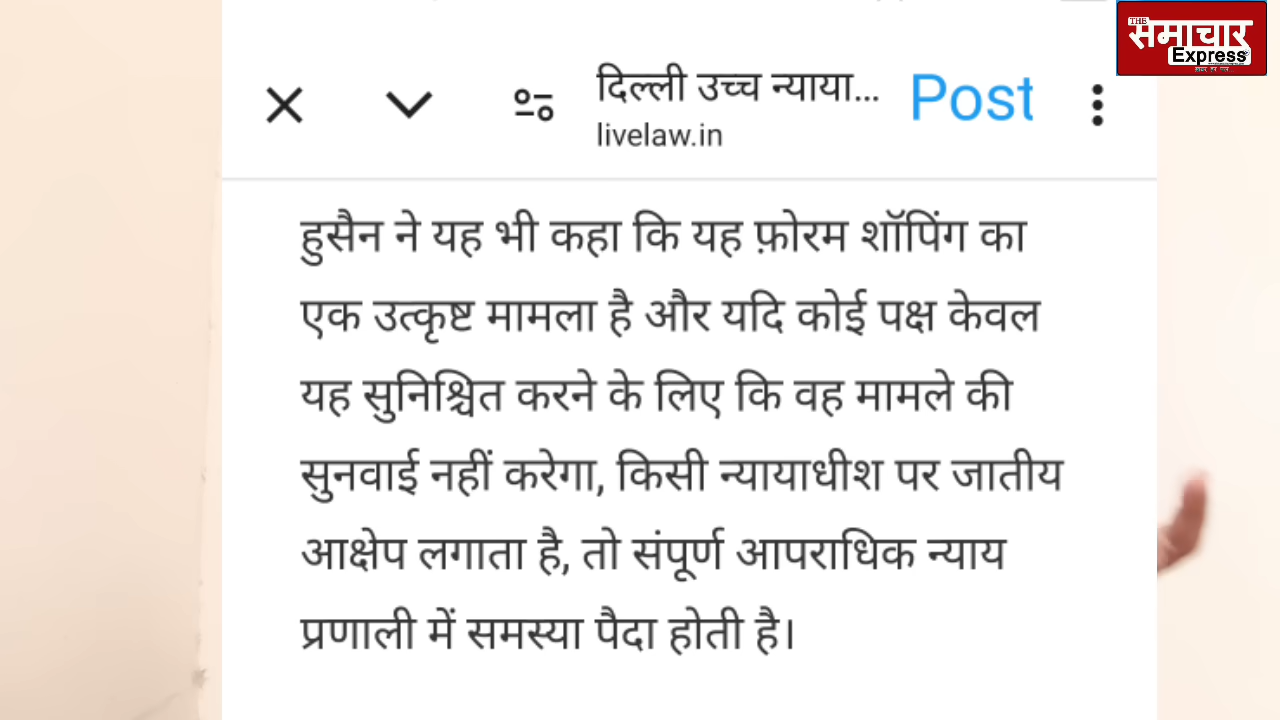 THE
समाचार
Express
दिल्ली उच्च न्याया...
livelaw.in
Post
हुसैन ने यह भी कहा कि यह फ़ोरम शॉपिंग का
एक उत्कृष्ट मामला है और यदि कोई पक्ष केवल
यह सुनिश्चित करने के लिए कि वह मामले की
सुनवाई नहीं करेगा, किसी न्यायाधीश पर जातीय
आक्षेप लगाता है, तो संपूर्ण आपराधिक न्याय
प्रणाली में समस्या पैदा होती है।